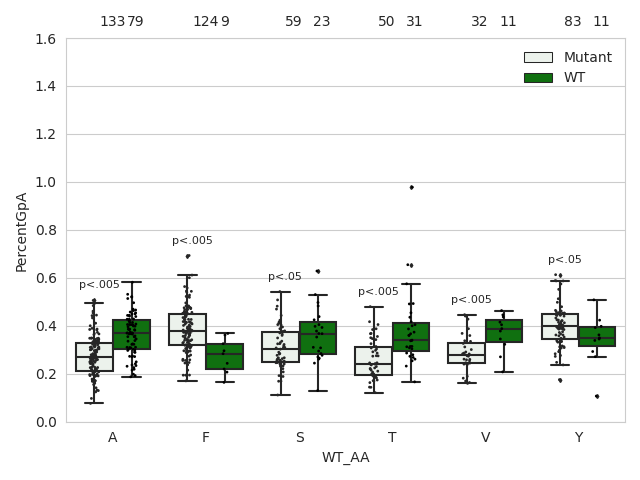 133 79 124 9 59 23 50 31 32 11 83 11
1.6
Mutant
WT
1.4
1.2
1.0
0.8
p<.005
p<.05
p<.005
p<.05
p<.005
p<.005
0.6
0.4
0.2
0.0
PercentGpA
A F S T V Y
WT_AA